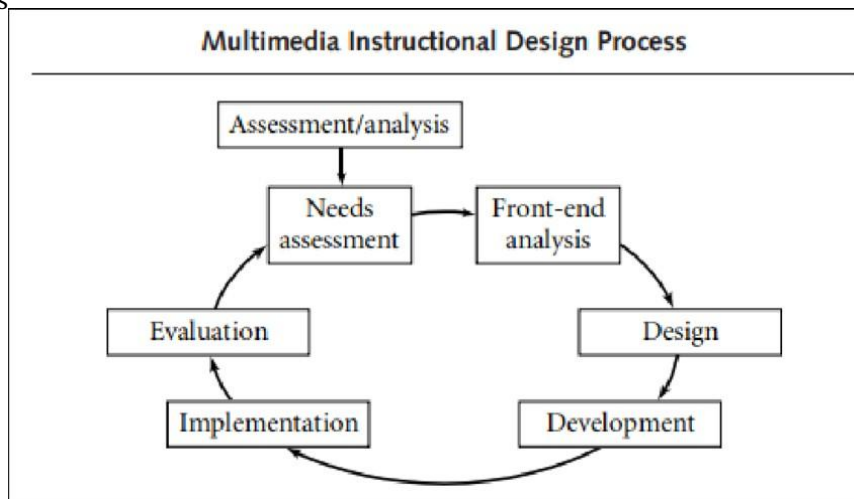 s
Multimedia Instructional Design Process
Assessment/analysis
Needs
assessment
Front-end
analysis
Evaluation
Design
Implementation
Development